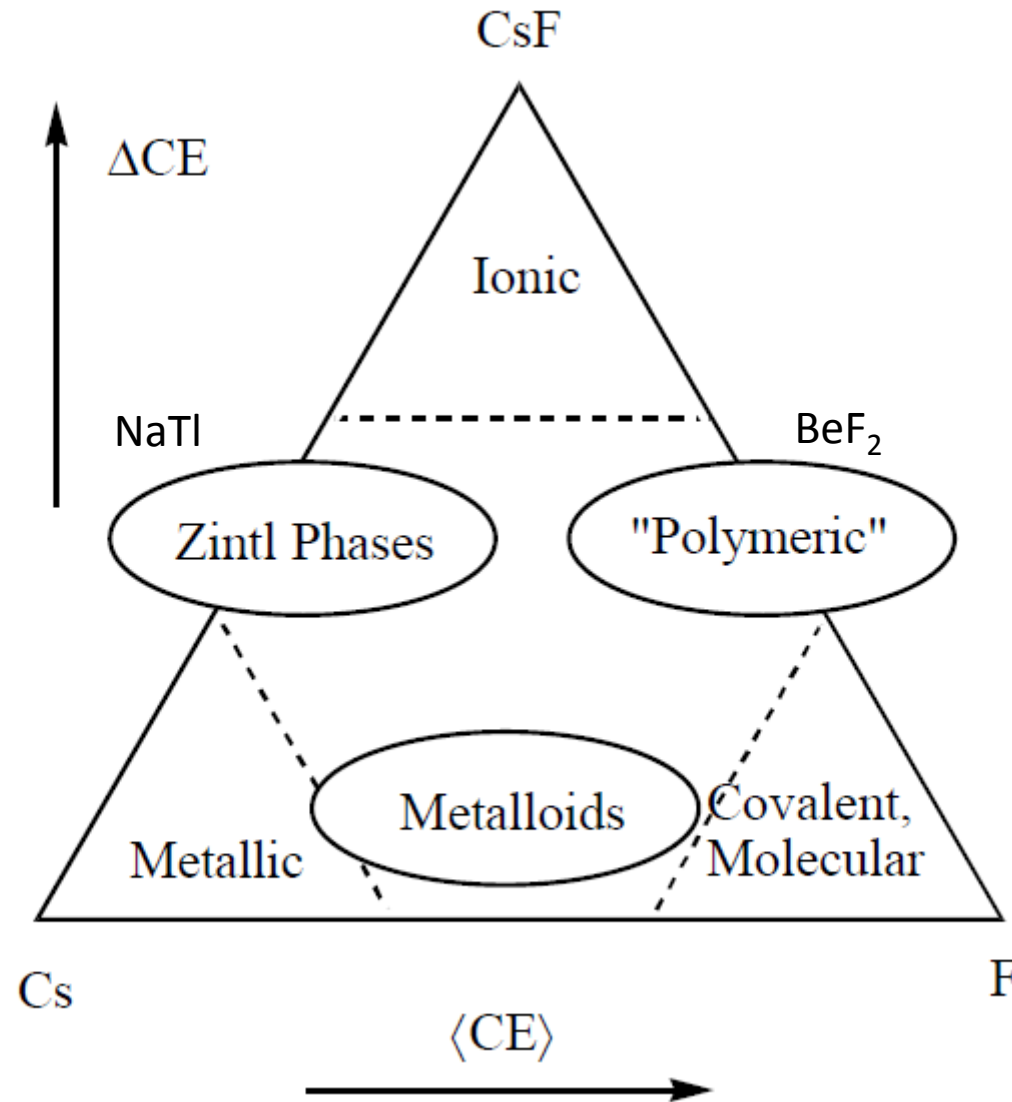 CsF
ΔCE
Ionic
NaTl
BeF₂
Zintl Phases
"Polymeric"
Metalloids
Covalent,
Molecular
Metallic
Cs
F
⟨CE⟩